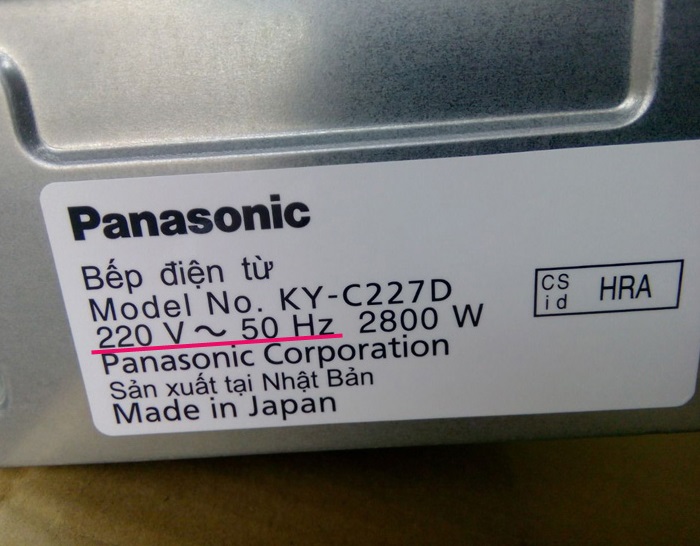 Panasonic
Bếp điện từ
Model No. KY-C227D
220 V ~ 50 Hz 2800 W
Panasonic Corporation
Sản xuất tại Nhật Bản
Made in Japan
CS
id
HRA